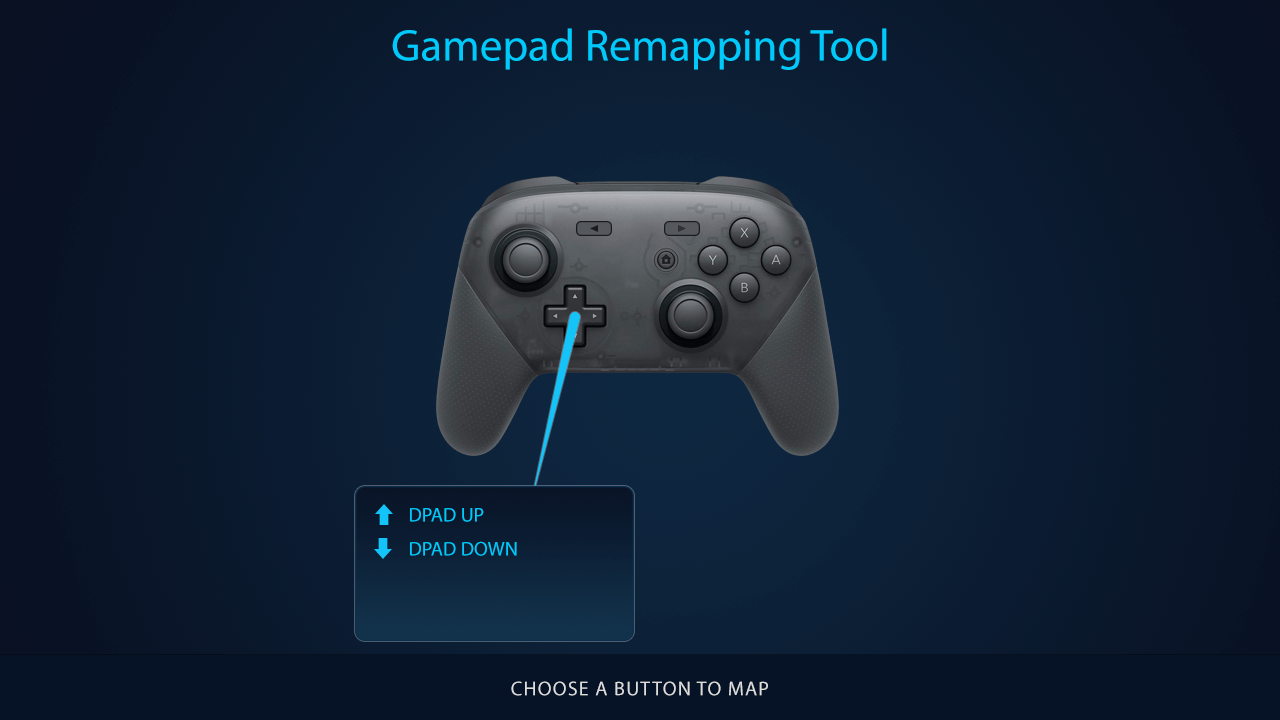 Gamepad Remapping Tool
X
Y
A
B
DPAD UP
DPAD DOWN
CHOOSE A BUTTON TO MAP